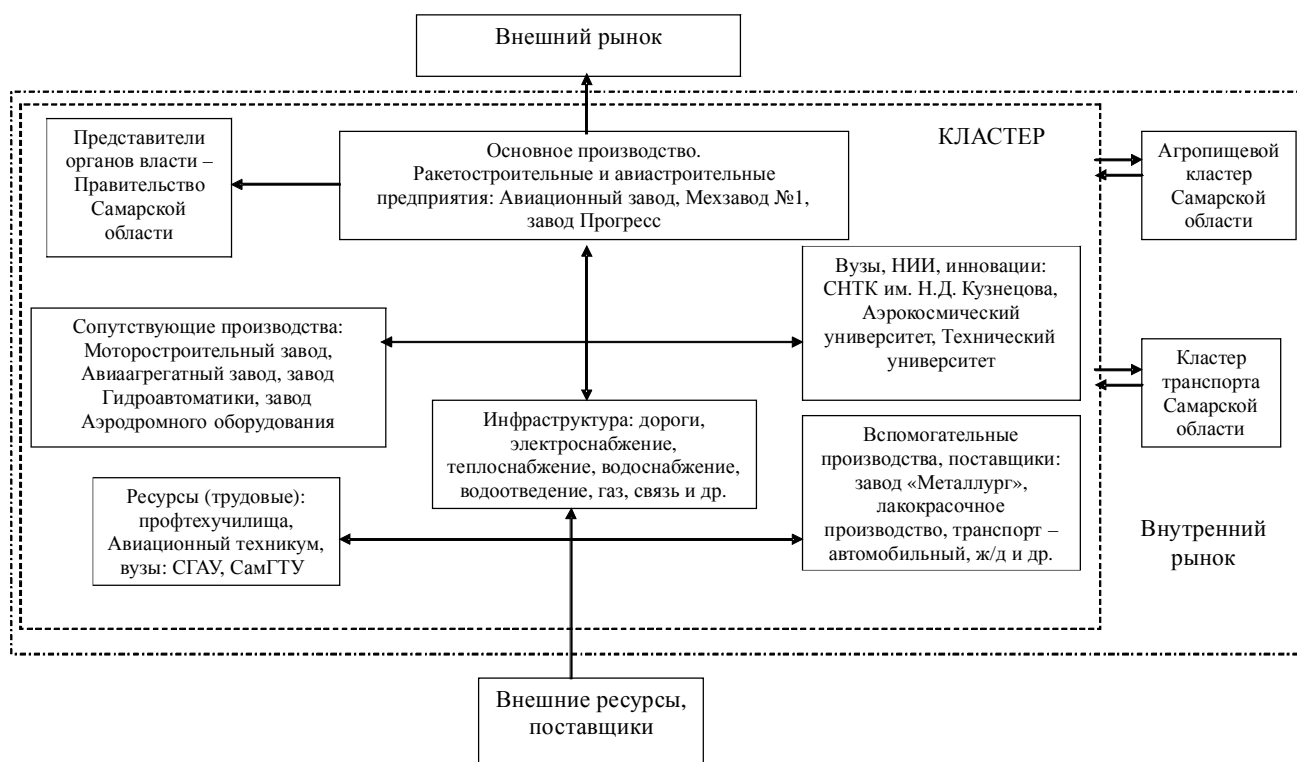 Внешний рынок
КЛАСТЕР
Представители
органов власти –
Правительство
Самарской
области
Основное производство.
Ракетостроительные и авиастроительные
предприятия: Авиационный завод, Мехзавод №1,
завод Прогресс
Агропищевой
кластер
Самарской
области
Вузы, НИИ, инновации:
СНТК им. Н.Д. Кузнецова,
Аэрокосмический
университет, Технический
университет
Сопутствующие производства:
Моторостроительный завод,
Авиаагрегатный завод, завод
Гидроавтоматики, завод
Аэродромного оборудования
Кластер
транспорта
Самарской
области
Инфраструктура: дороги,
электроснабжение,
теплоснабжение, водоснабжение,
водоотведение, газ, связь и др.
Вспомогательные
производства, поставщики:
завод «Металлург»,
лакокрасочное
производство, транспорт –
автомобильный, ж/д и др.
Ресурсы (трудовые):
профтехучилища,
Авиационный техникум,
вузы: СГАУ, СамГТУ
Внутренний
рынок
Внешние ресурсы,
поставщики